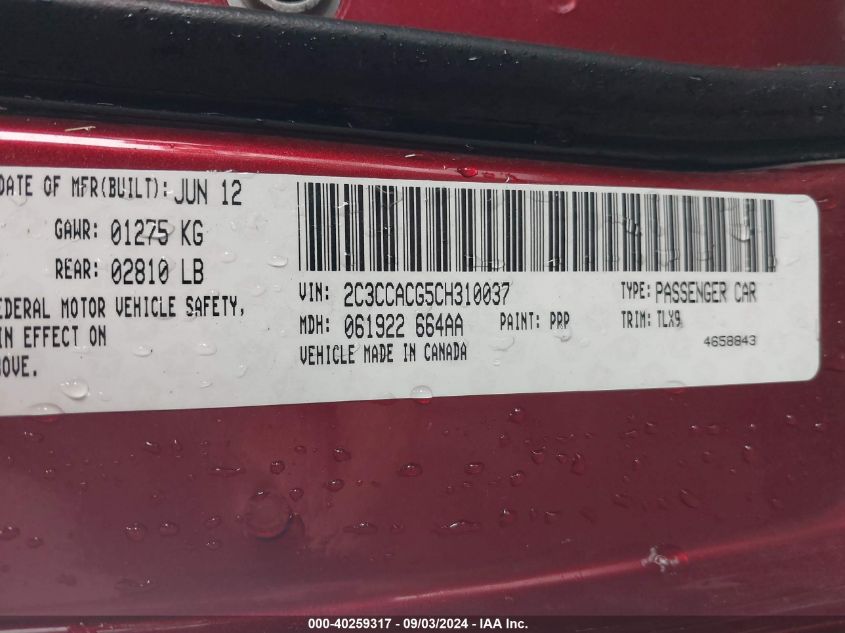 DATE OF MFR(BUILT): JUN 12
GAWR: 01275 KG
REAR: 02810 LB
EDERAL MOTOR VEHICLE SAFETY,
IN EFFECT ON
BOVE.
VIN: 2C3CCACG5CH310037
TYPE: PASSENGER CAR
MDH: 061922 664AA
PAINT: PRP
TRIM: TLX9
VEHICLE MADE IN CANADA
4658843
000-40259317 - 09/03/2024 - IAA Inc.